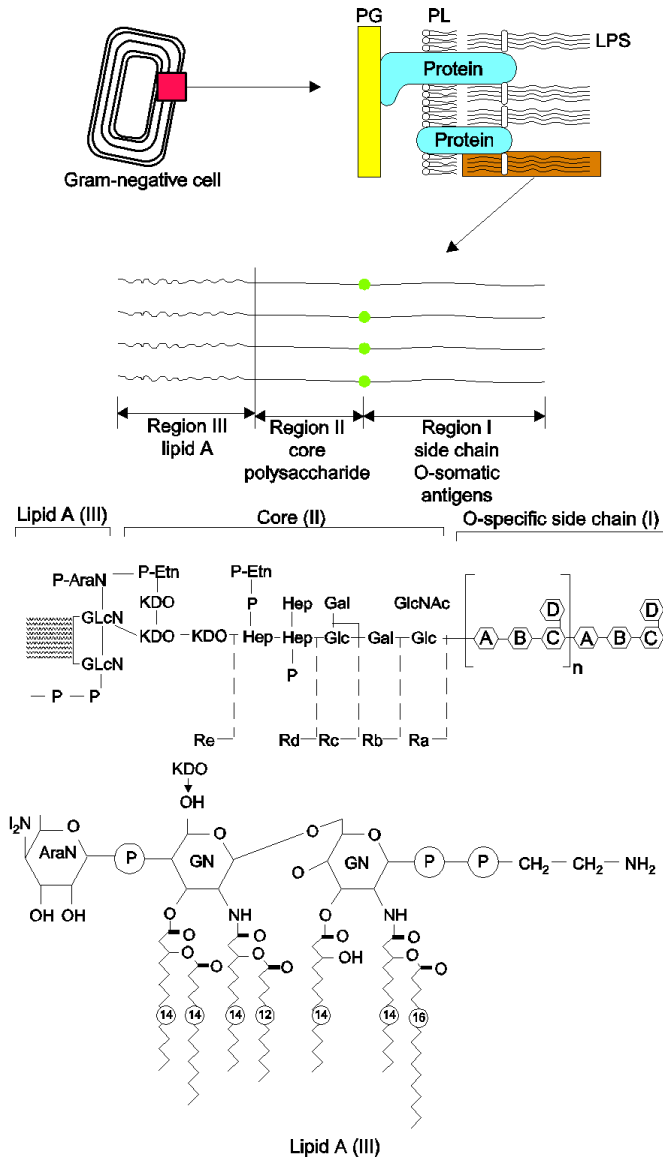 PG PL
LPS
Protein
Protein
Gram-negative cell
Region III
lipid A
Region II
core
polysaccharide
Region I
side chain
O-somatic
antigens
Lipid A (III) Core (II) O-specific side chain (I)
P-AraN P-Etn P-Etn
KDO P Hep Gal GlcNAc D D
GLcN KDO KDO Hep Hep Glc Gal Glc A B C A B C
GLcN P n
P P
Re Rd Rc Rb Ra
KDO
OH
I₂N O O O O
AraN P GN GN P P CH₂ CH₂ NH₂
O
OH OH O NH O NH
O O O OH O O
O O O O O O
14 14 14 12 14 14 16
Lipid A (III)